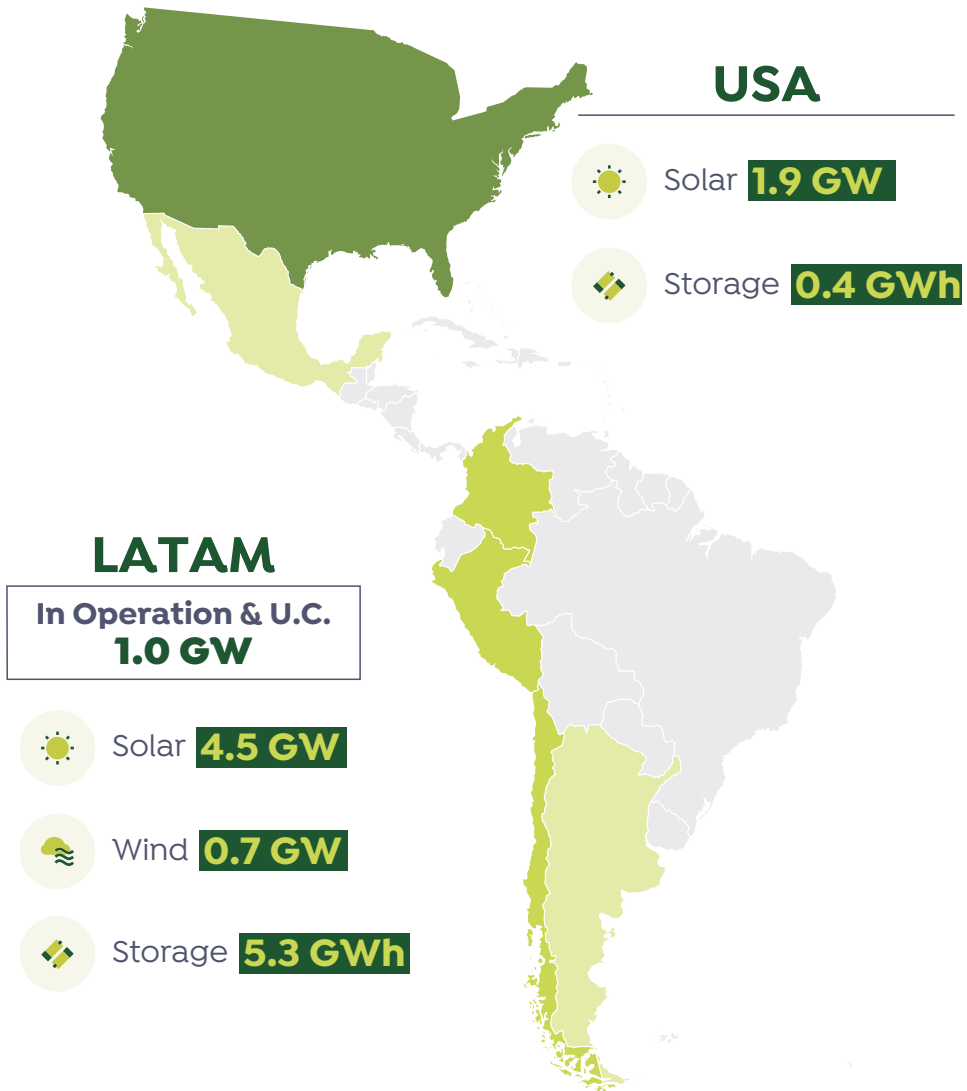 USA
Solar 1.9 GW
Storage 0.4 GWh
LATAM
In Operation & U.C.
1.0 GW
Solar 4.5 GW
Wind 0.7 GW
Storage 5.3 GWh